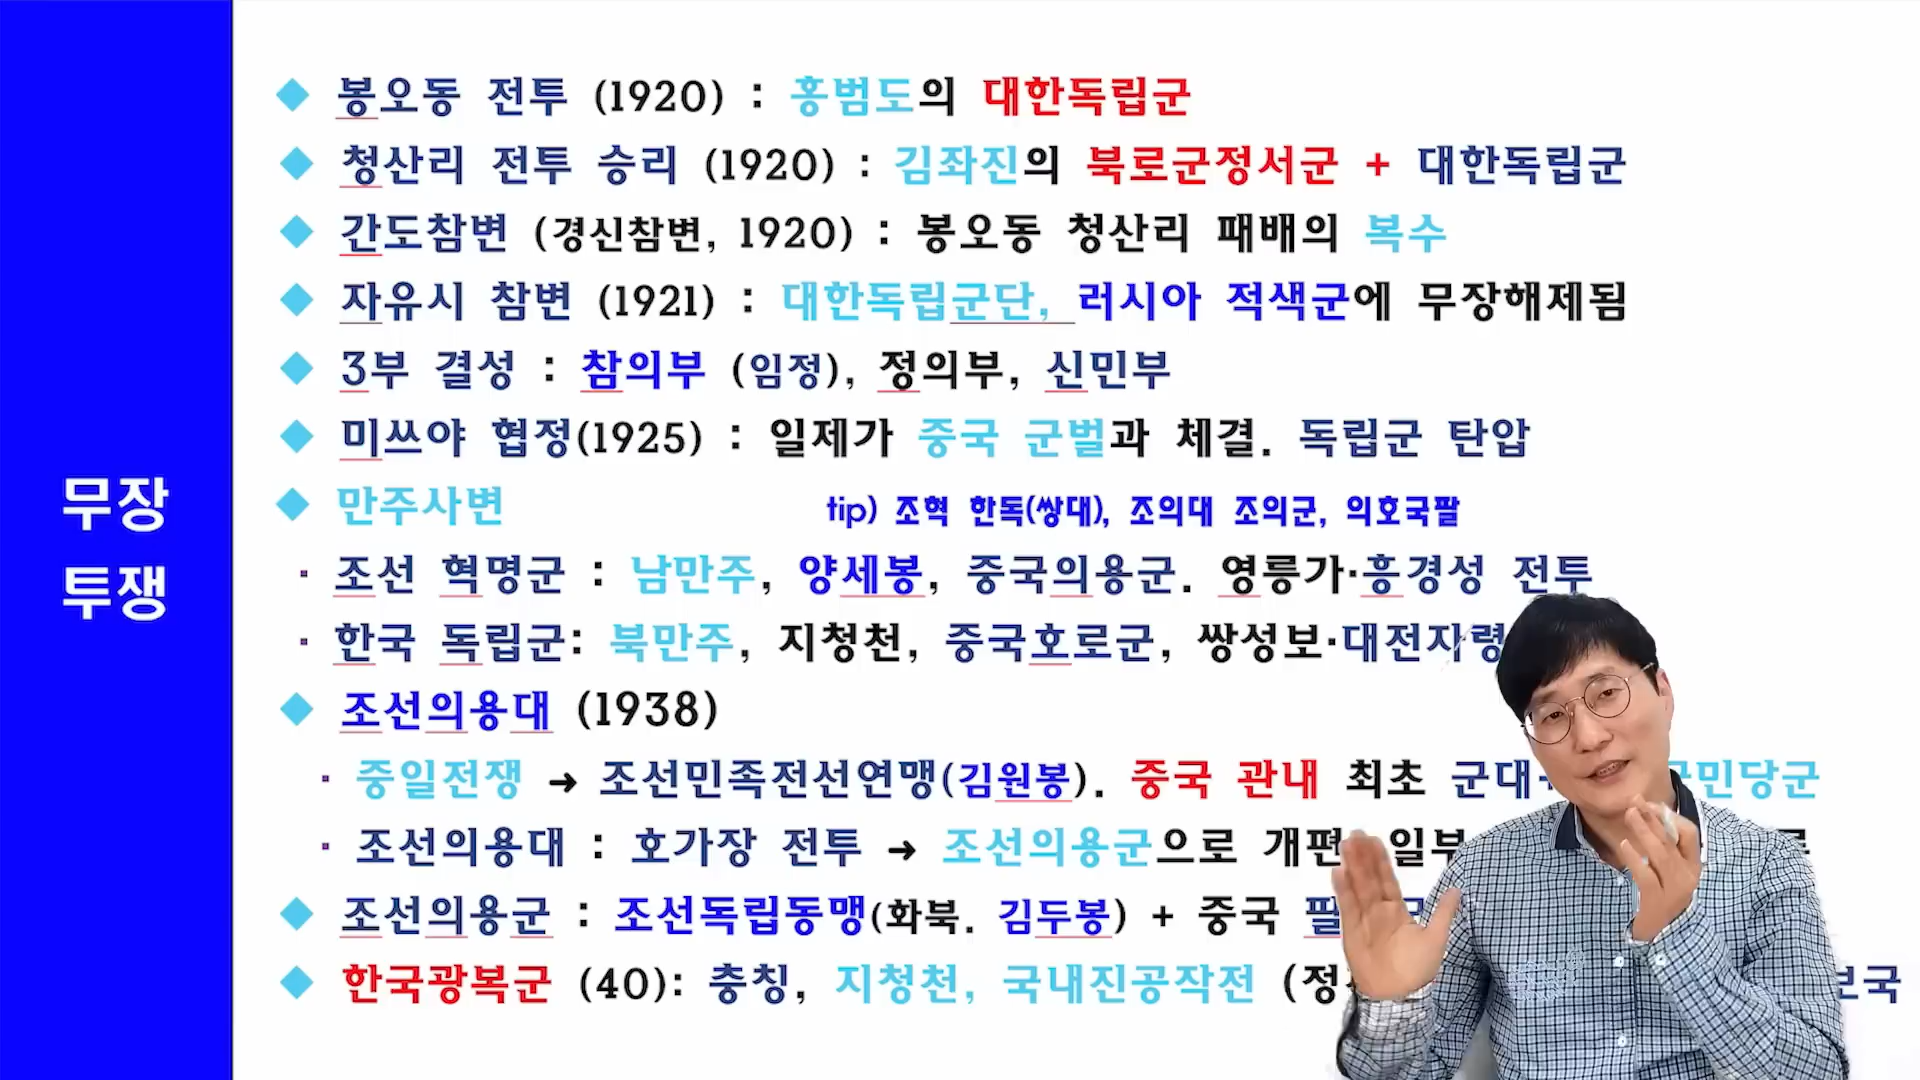 무장
투쟁
봉오동 전투 (1920) : 홍범도의 대한독립군
청산리 전투 승리 (1920) : 김좌진의 북로군정서군 + 대한독립군
간도참변 (경신참변, 1920) : 봉오동 청산리 패배의 복수
자유시 참변 (1921) : 대한독립군단, 러시아 적색군에 무장해제됨
3부 결성 : 참의부 (임정), 정의부, 신민부
미쓰야 협정(1925) : 일제가 중국 군벌과 체결. 독립군 탄압
만주사변
tip) 조혁 한독(쌍대), 조의대 조의군, 의호국팔
· 조선 혁명군 : 남만주, 양세봉, 중국의용군. 영릉가·흥경성 전투
· 한국 독립군: 북만주, 지청천, 중국호로군, 쌍성보·대전자령
조선의용대 (1938)
· 중일전쟁 → 조선민족전선연맹(김원봉). 중국 관내 최초 군대 국민당군
· 조선의용대 : 호가장 전투 → 조선의용군으로 개편 일부
조선의용군 : 조선독립동맹(화북. 김두봉) + 중국 팔
한국광복군 (40): 충칭, 지청천, 국내진공작전 (정